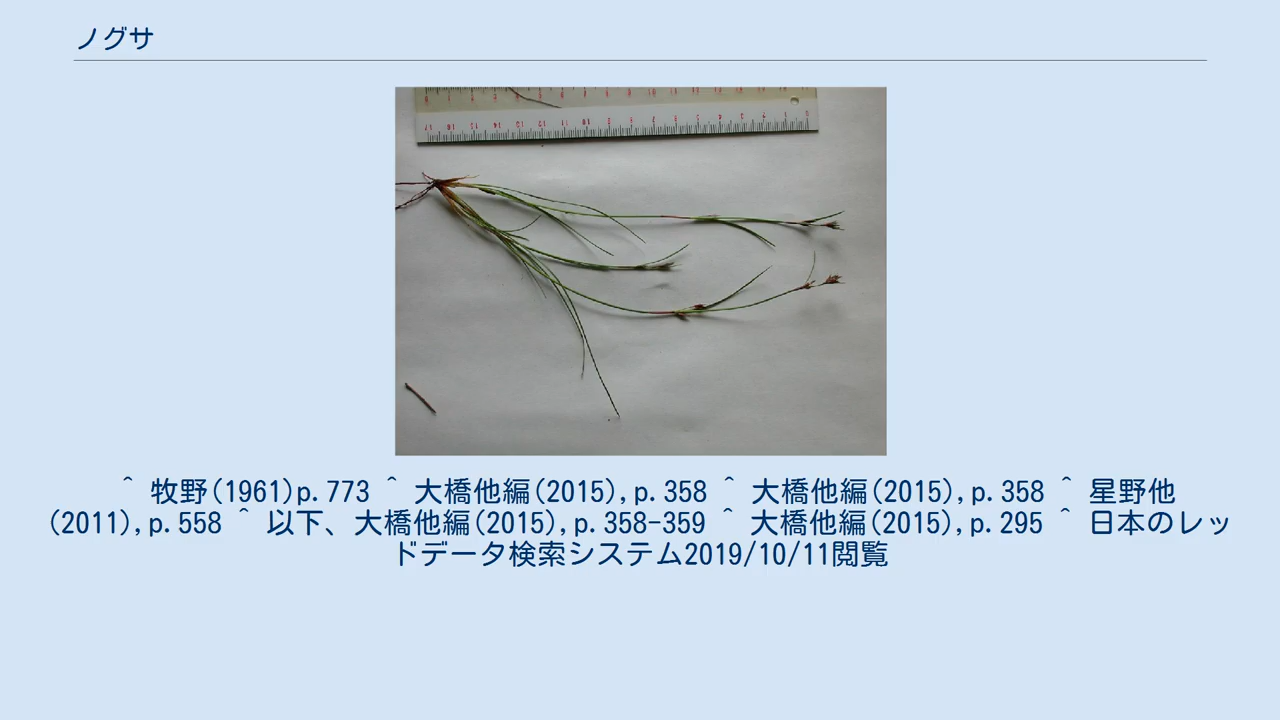 ノグサ
^ 牧野(1961)p.773 ^ 大橋他編(2015),p.358 ^ 大橋他編(2015),p.358 ^ 星野他
(2011),p.558 ^ 以下、大橋他編(2015),p.358-359 ^ 大橋他編(2015),p.295 ^ 日本のレッ
ドデータ検索システム2019/10/11閲覧